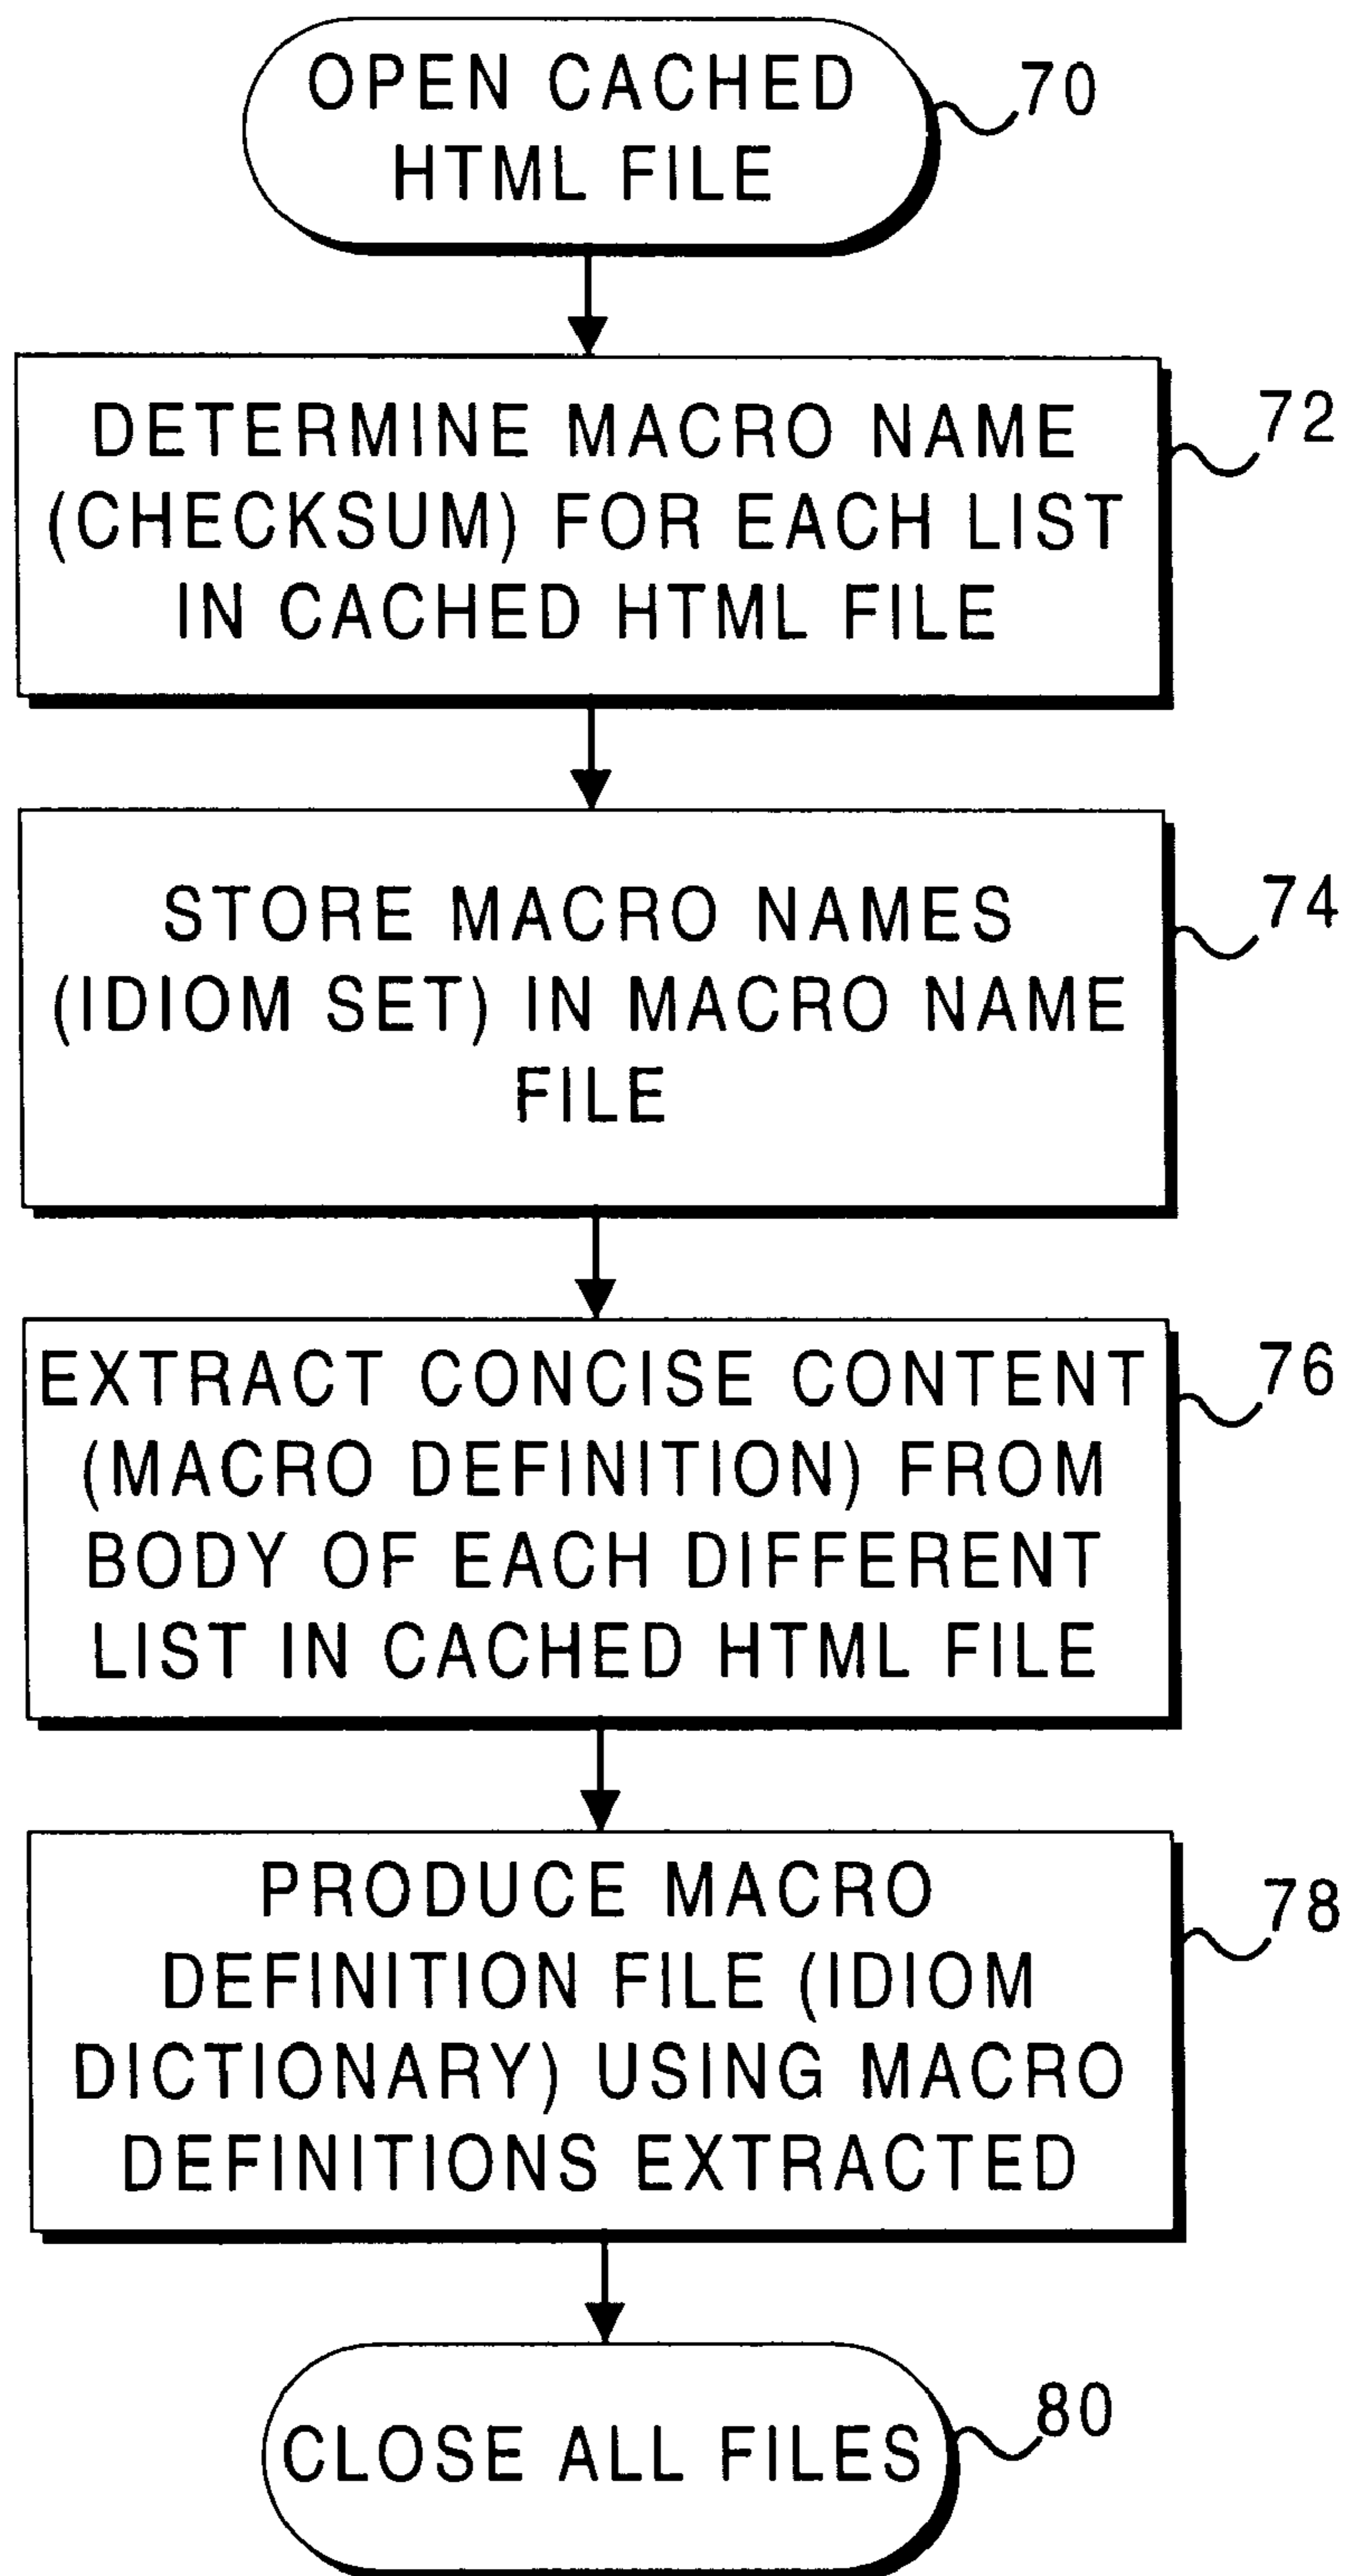 OPEN CACHED
HTML FILE
70
DETERMINE MACRO NAME
(CHECKSUM) FOR EACH LIST
IN CACHED HTML FILE
72
STORE MACRO NAMES
(IDIOM SET) IN MACRO NAME
FILE
74
EXTRACT CONCISE CONTENT
(MACRO DEFINITION) FROM
BODY OF EACH DIFFERENT
LIST IN CACHED HTML FILE
76
PRODUCE MACRO
DEFINITION FILE (IDIOM
DICTIONARY) USING MACRO
DEFINITIONS EXTRACTED
78
CLOSE ALL FILES
80